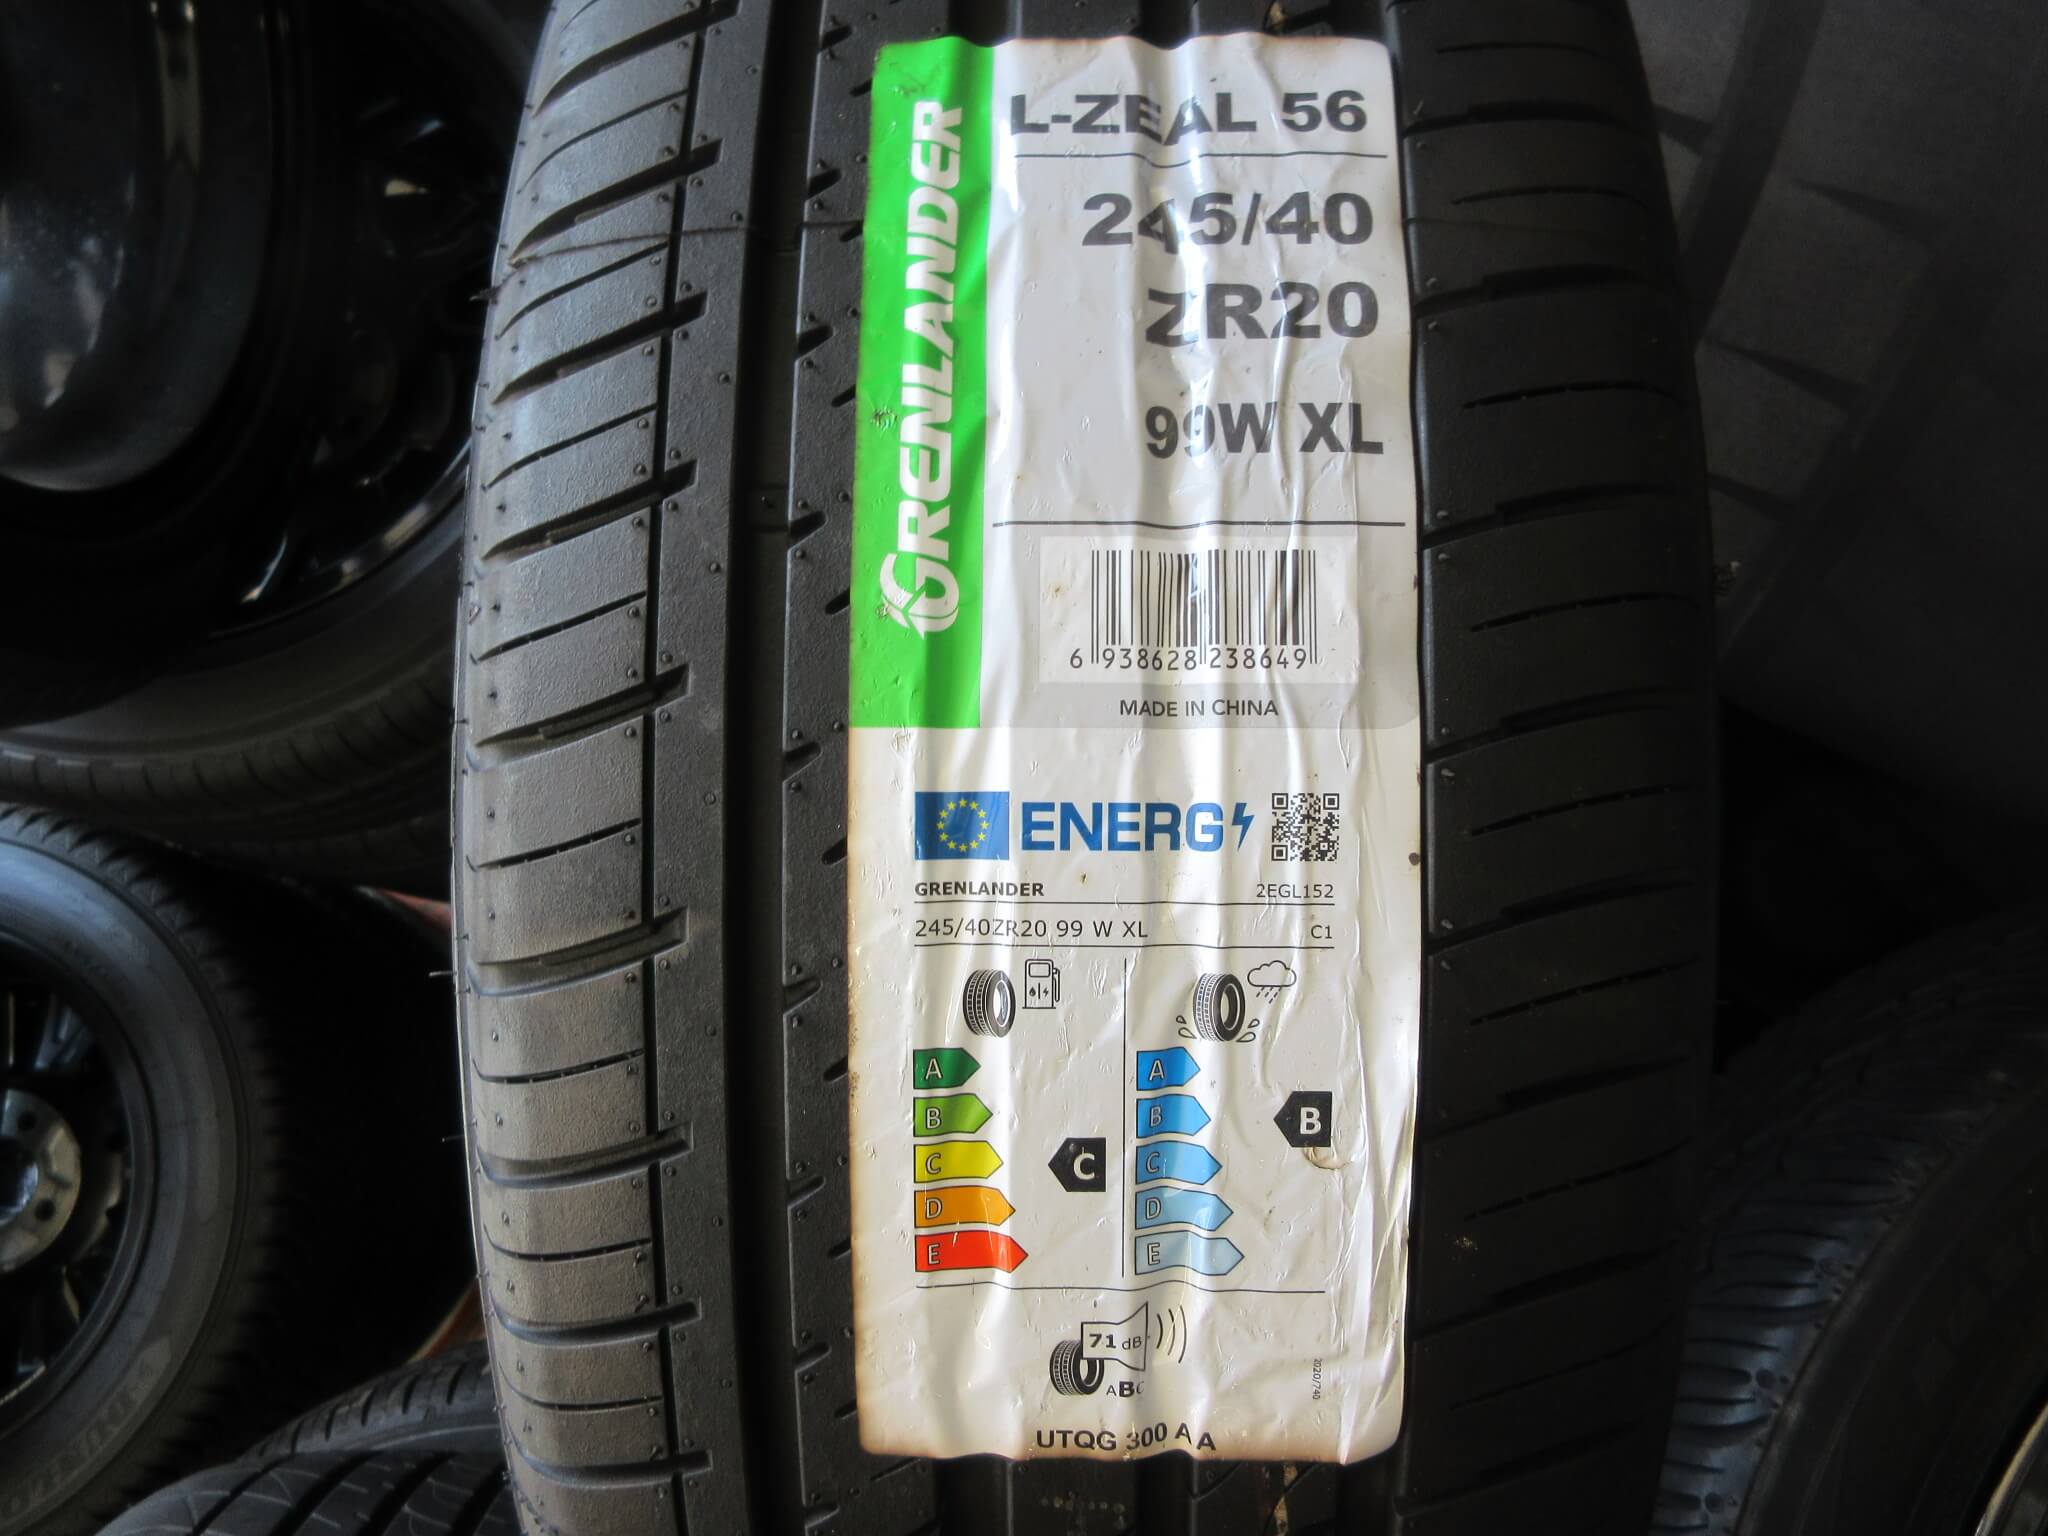 GRENLANDER
L-ZEAL 56
245/40
ZR20
99W XL
6 938628 238649
MADE IN CHINA
ENERG
GRENLANDER 2EGL152
245/40ZR20 99 W XL C1
A A
B B B
C C C
D D
E E
71 dB
ABC
2020/740
UTQG 300 A A